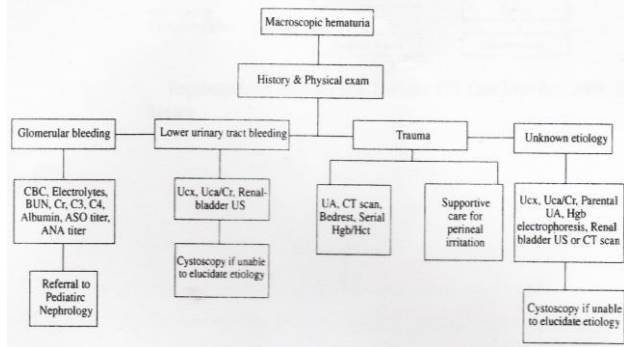 Macroscopic hematuria
History & Physical exam
Glomerular bleeding
Lower urinary tract bleeding
Trauma
Unknown etiology
CBC, Electrolytes,
BUN, Cr, C3, C4,
Albumin, ASO titer,
ANA titer
Ucx, Uca/Cr, Renal-
bladder US
UA, CT scan,
Bedrest, Serial
Hgb/Hct
Supportive
care for
perineal
irritation
Ucx, Uca/Cr, Parental
UA, Hgb
electrophoresis, Renal
bladder US or CT scan
Referral to
Pediatirc
Nephrology
Cystoscopy if unable
to elucidate etiology
Cystoscopy if unable
to elucidate etiology